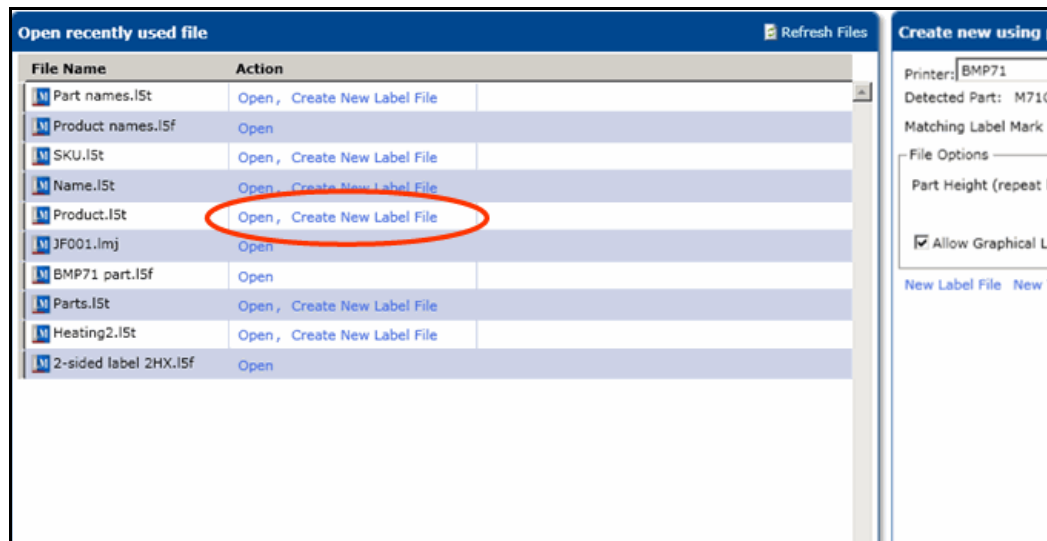 Open recently used file
Refresh Files
File Name Action
Part names.l5t Open, Create New Label File
Product names.l5f Open
SKU.l5t Open, Create New Label File
Name.l5t Open, Create New Label File
Product.l5t Open, Create New Label File
JF001.lmj Open
BMP71 part.l5f Open
Parts.l5t Open, Create New Label File
Heating2.l5t Open, Create New Label File
2-sided label 2HX.l5f Open
Create new using
Printer: BMP71
Detected Part: M710
Matching Label Mark
File Options
Part Height (repeat
Allow Graphical L
New Label File New